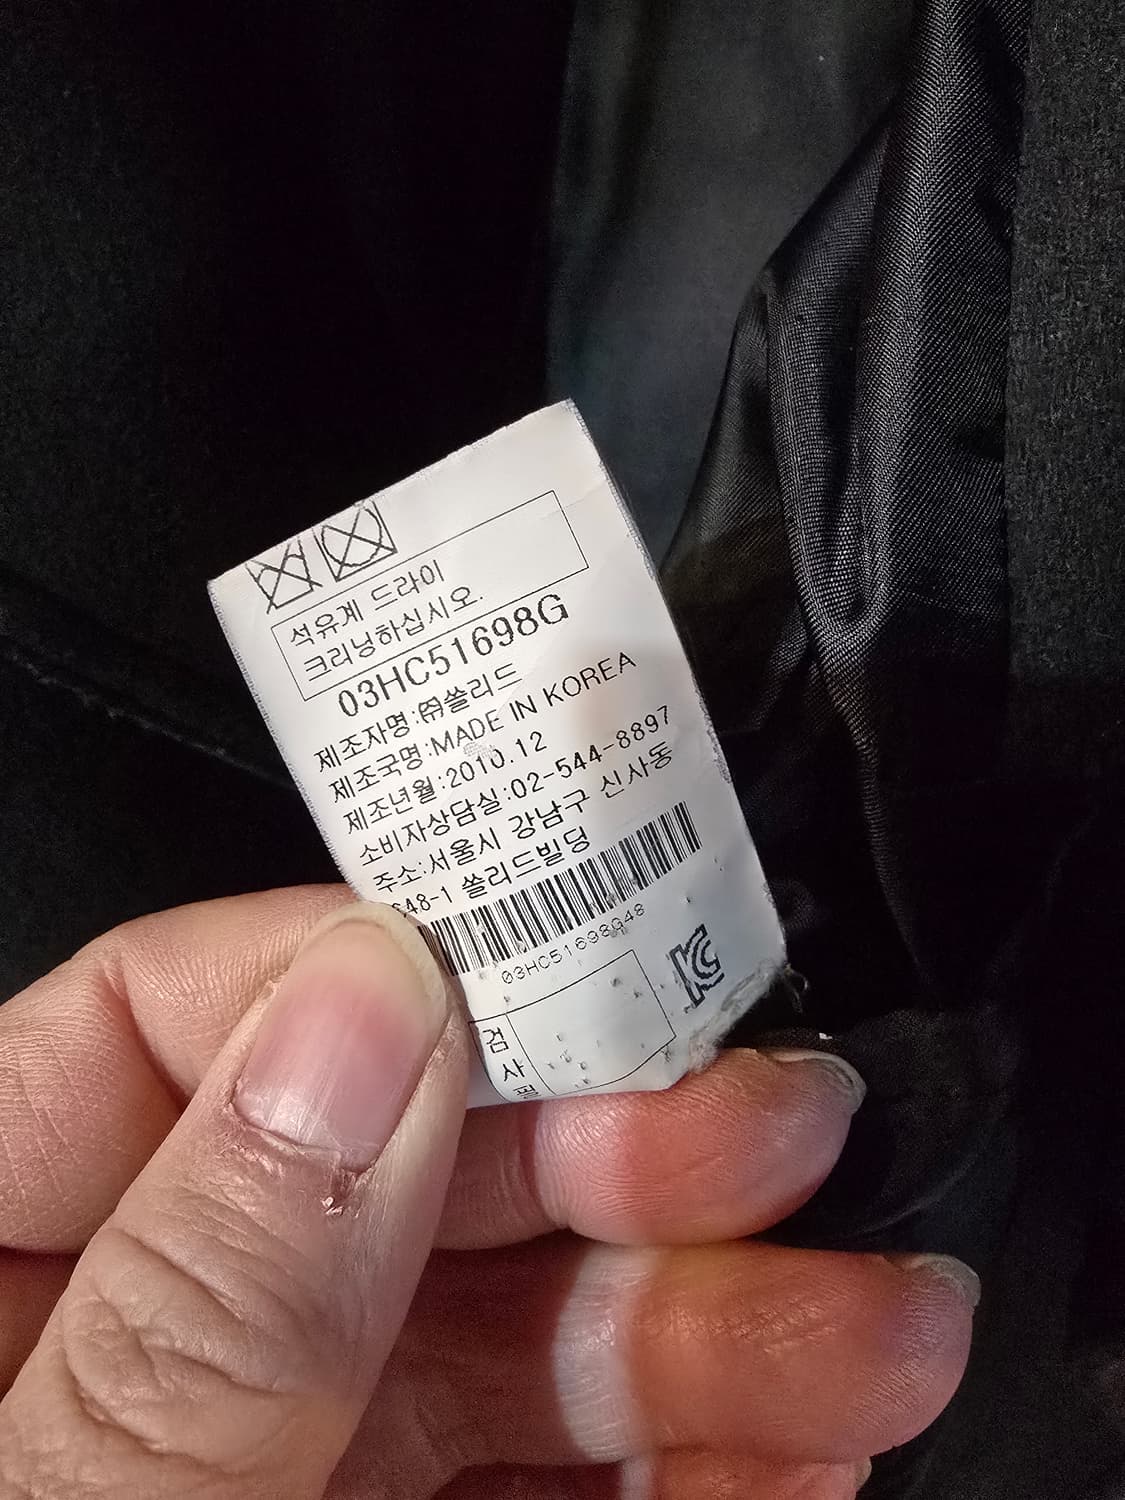 석유계 드라이
크리닝하십시오.
03HC51698G
제조자명:㈜쏠리드
제조국명:MADE IN KOREA
제조년월:2010.12
소비자상담실:02-544-8897
주소:서울시 강남구 신사동
648-1 쏠리드빌딩
03HC51698G48
KC
검
사
필